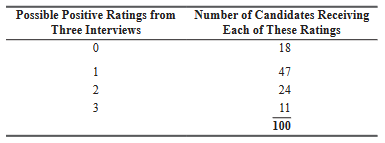 Possible Positive Ratings from Number of Candidates Receiving
Three Interviews Each of These Ratings
0 18
1 47
2 24
3 11
100